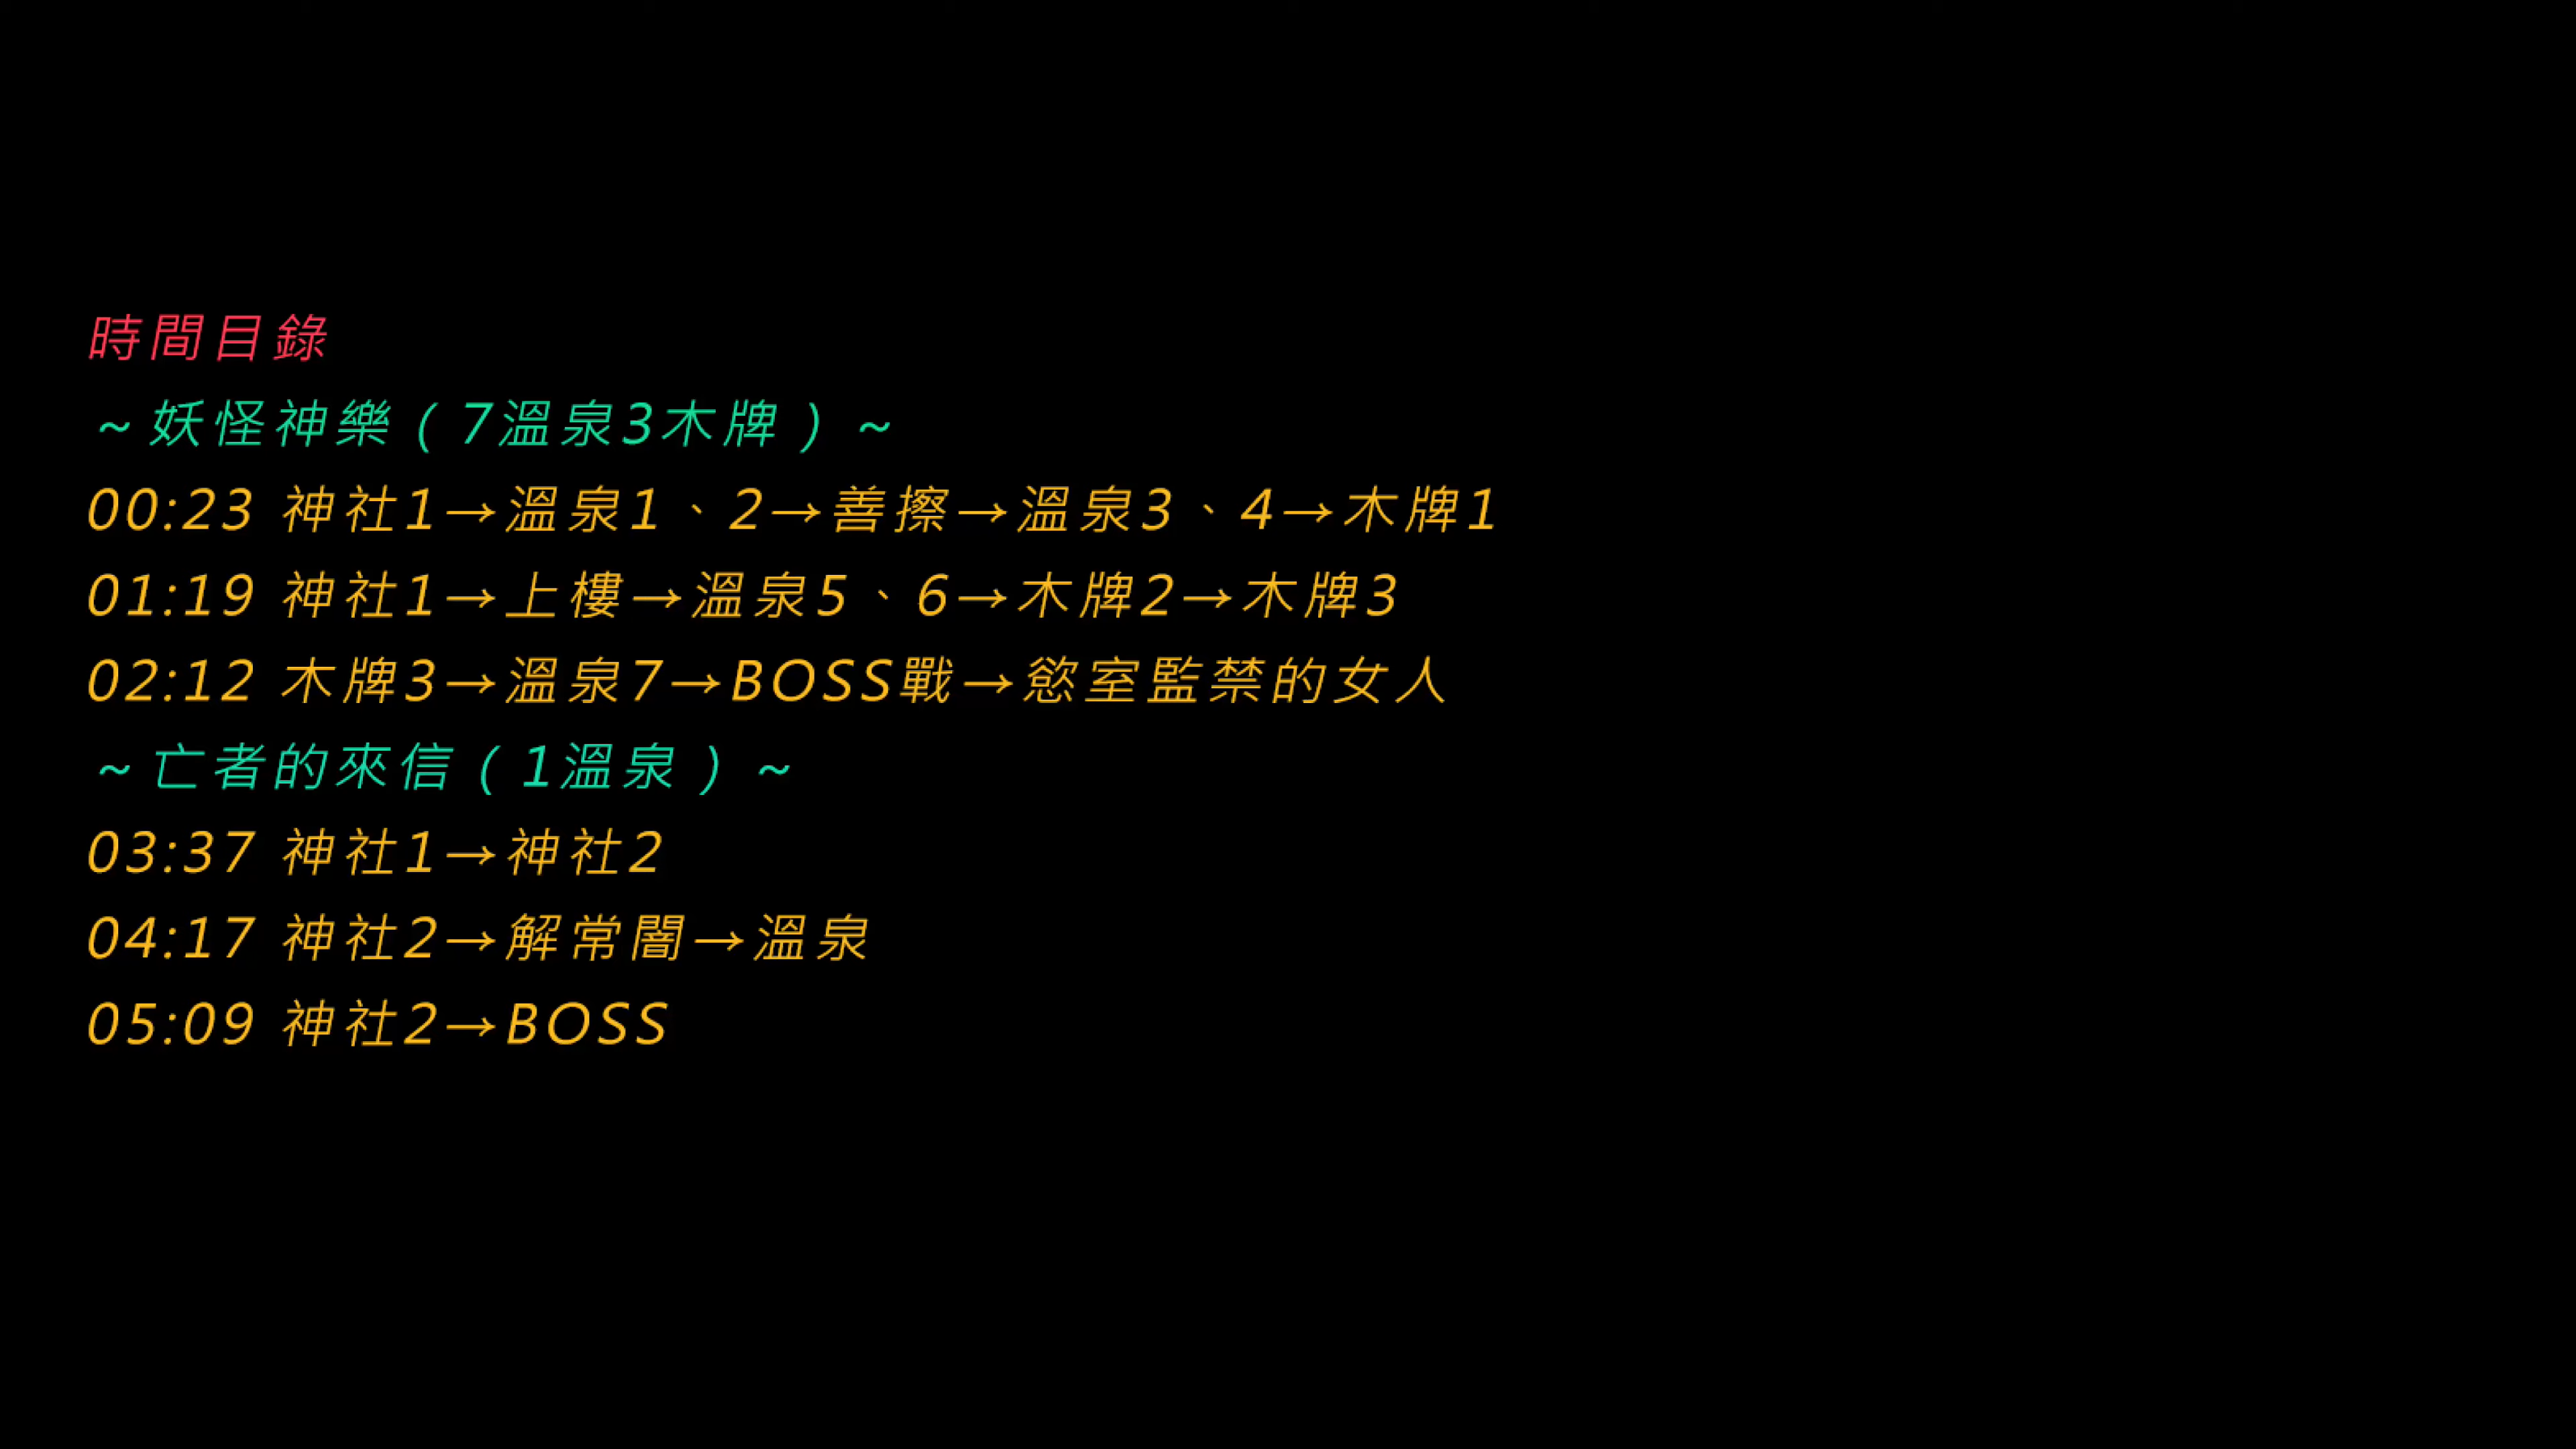 時間目錄
~妖怪神樂（7溫泉3木牌）~
00:23 神社1→溫泉1、2→善擦→溫泉3、4→木牌1
01:19 神社1→上樓→溫泉5、6→木牌2→木牌3
02:12 木牌3→溫泉7→BOSS戰→慾室監禁的女人
~亡者的來信（1溫泉）~
03:37 神社1→神社2
04:17 神社2→解常闇→溫泉
05:09 神社2→BOSS